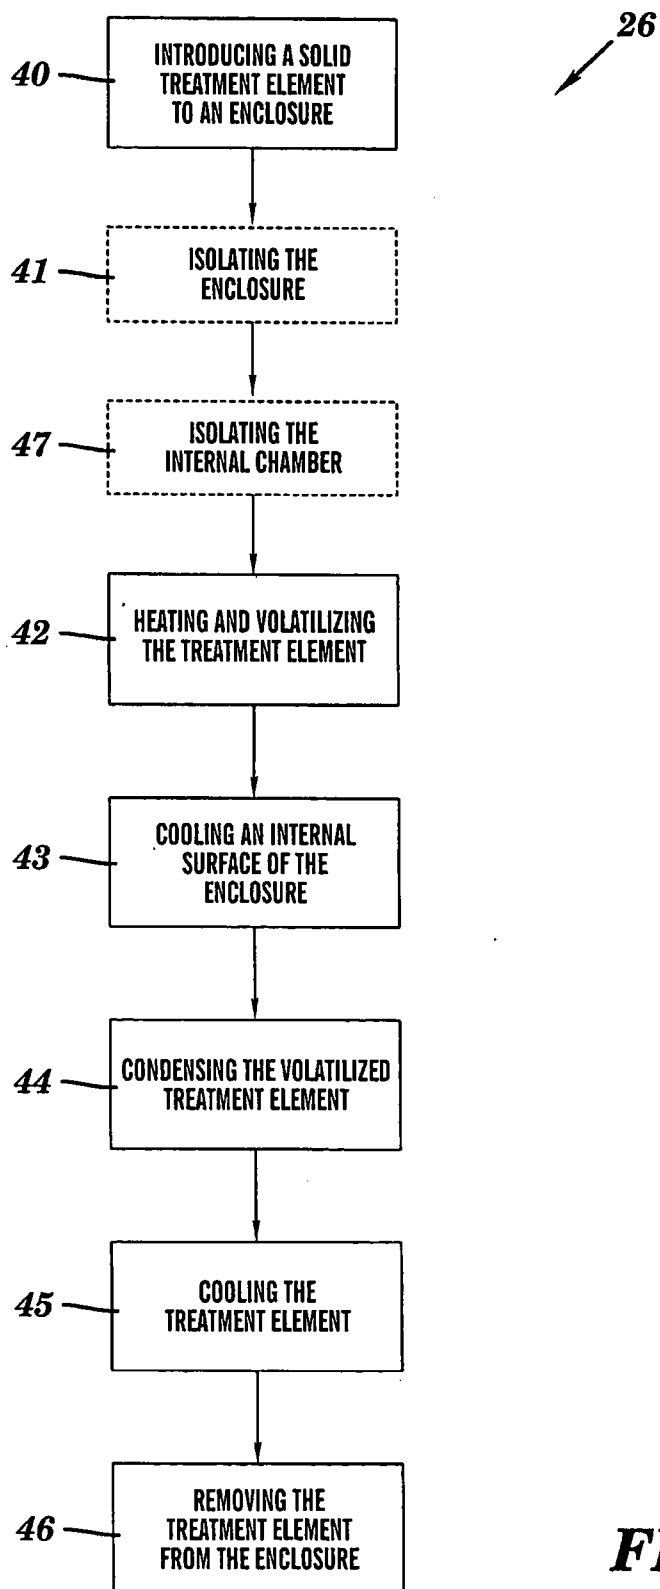 26
40
INTRODUCING A SOLID
TREATMENT ELEMENT
TO AN ENCLOSURE
41
ISOLATING THE
ENCLOSURE
47
ISOLATING THE
INTERNAL CHAMBER
42
HEATING AND VOLATILIZING
THE TREATMENT ELEMENT
43
COOLING AN INTERNAL
SURFACE OF THE
ENCLOSURE
44
CONDENSING THE VOLATILIZED
TREATMENT ELEMENT
45
COOLING THE
TREATMENT ELEMENT
46
REMOVING THE
TREATMENT ELEMENT
FROM THE ENCLOSURE